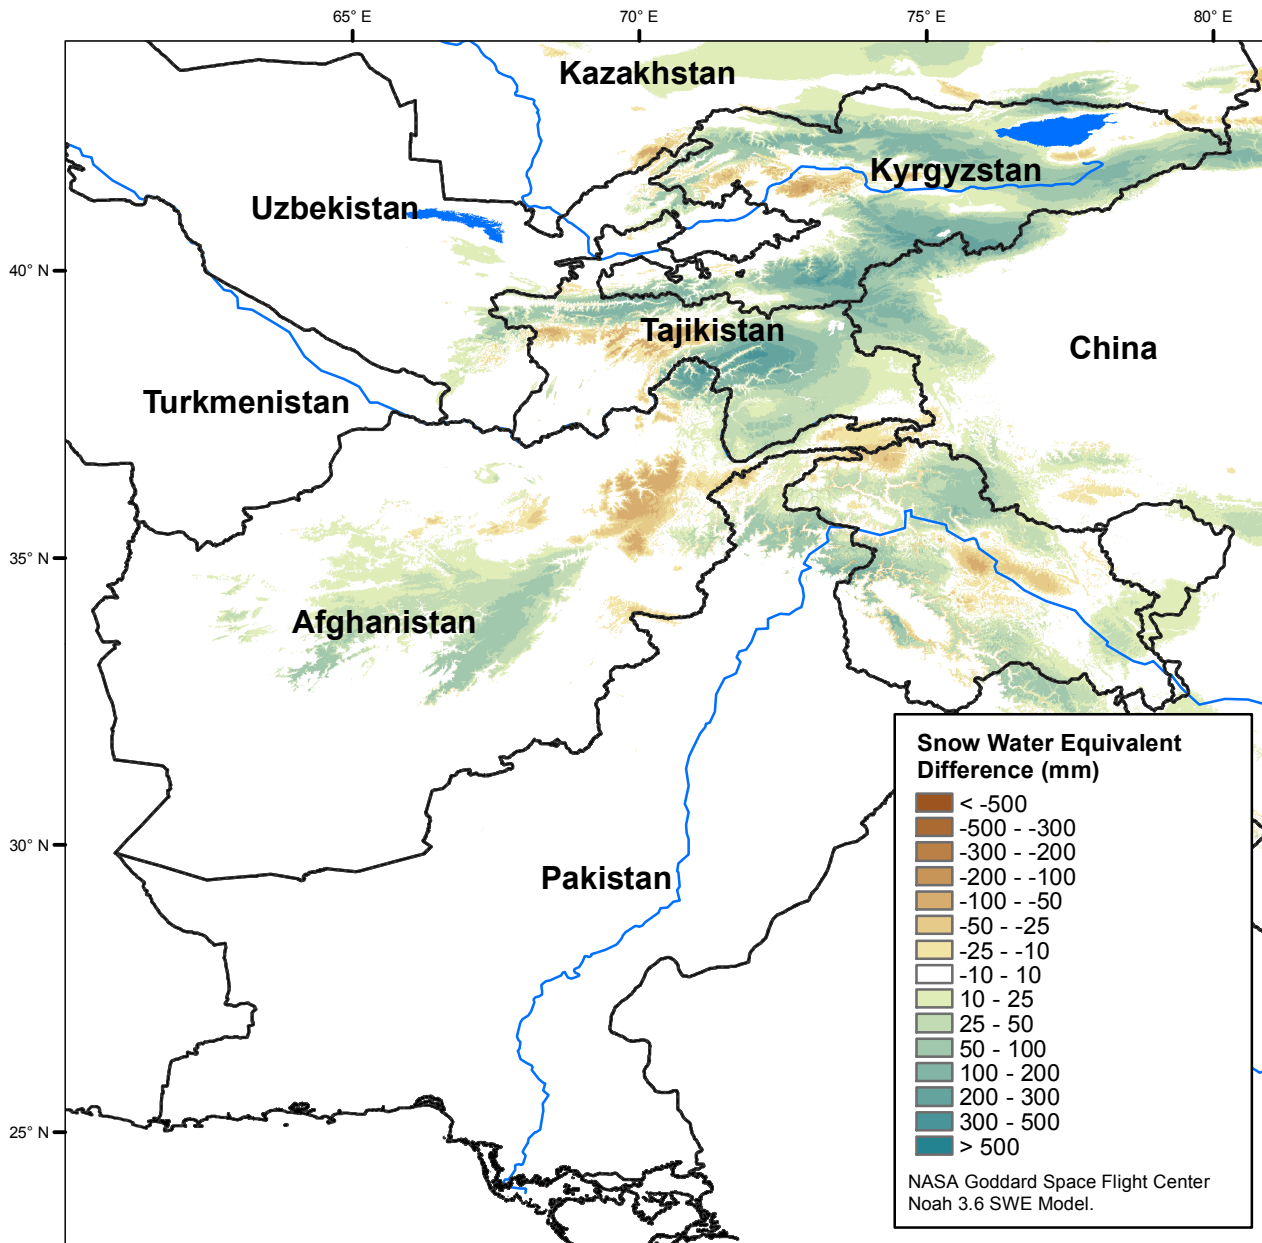 65° E
70° E
75° E
80° E
Kazakhstan
Kyrgyzstan
Uzbekistan
40° N
Tajikistan
China
Turkmenistan
35° N
Afghanistan
30° N
Pakistan
25° N
Snow Water Equivalent
Difference (mm)
< -500
-500 - -300
-300 - -200
-200 - -100
-100 - -50
-50 - -25
-25 - -10
-10 - 10
10 - 25
25 - 50
50 - 100
100 - 200
200 - 300
300 - 500
> 500
NASA Goddard Space Flight Center
Noah 3.6 SWE Model.